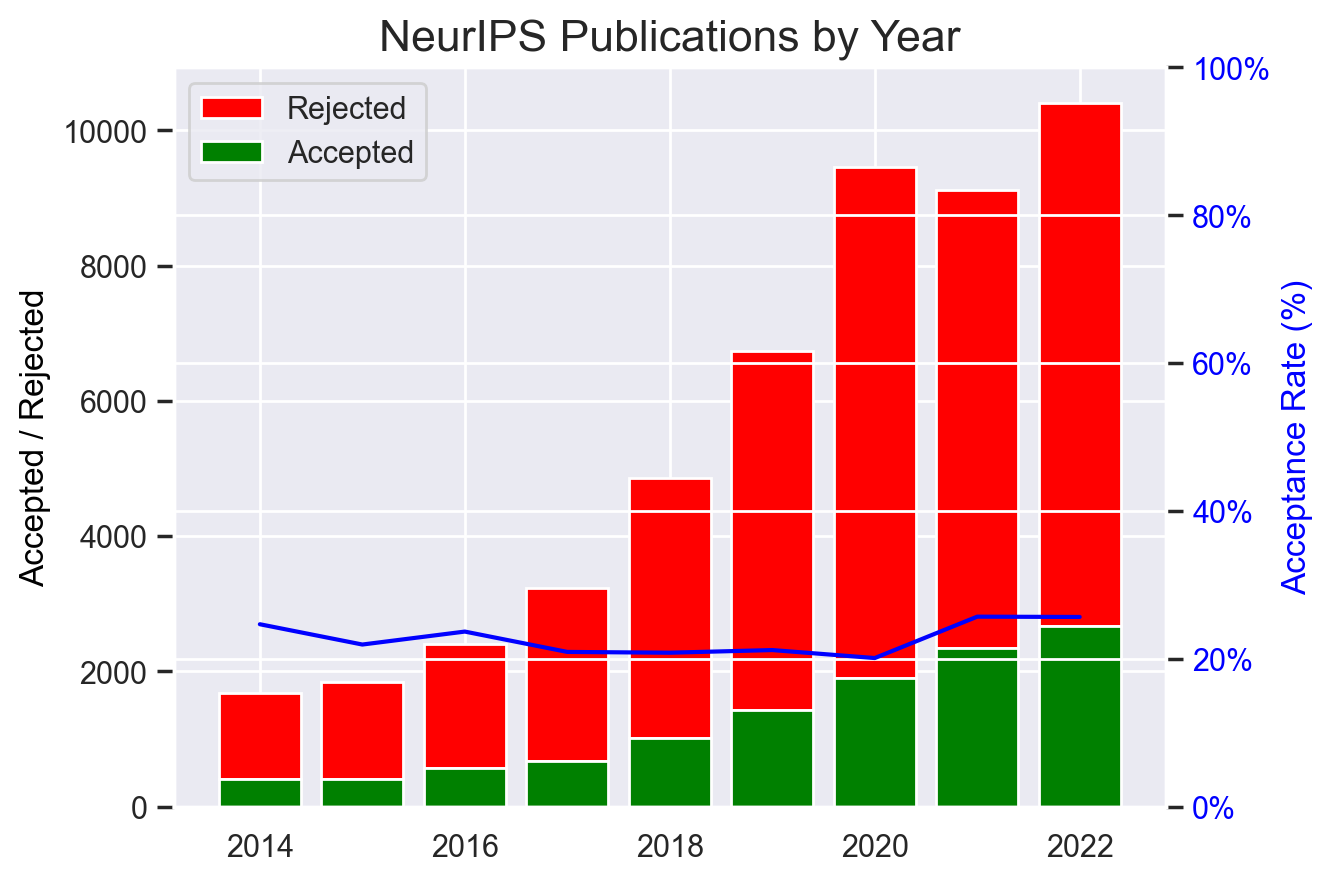 NeurIPS Publications by Year
Rejected
Accepted
10000
8000
6000
4000
2000
0
Accepted / Rejected
100%
80%
60%
40%
20%
0%
Acceptance Rate (%)
2014 2016 2018 2020 2022